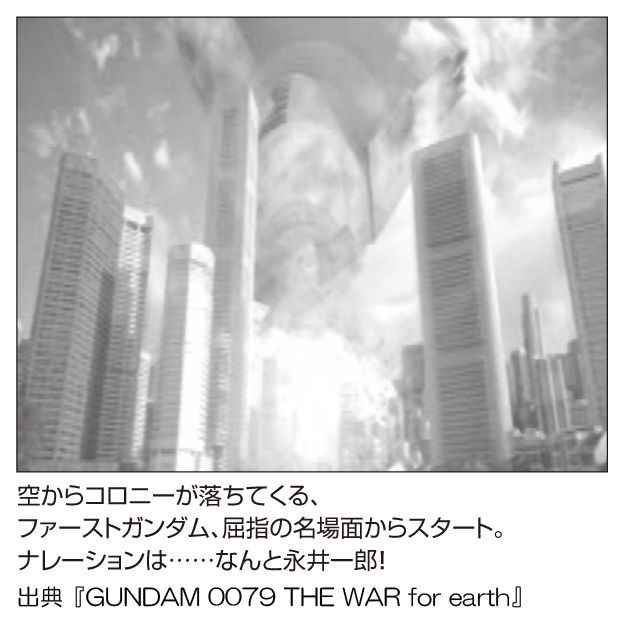 空からコロニーが落ちてくる、
ファーストガンダム、屈指の名場面からスタート。
ナレーションは……なんと永井一郎!
出典『GUNDAM 0079 THE WAR for earth』